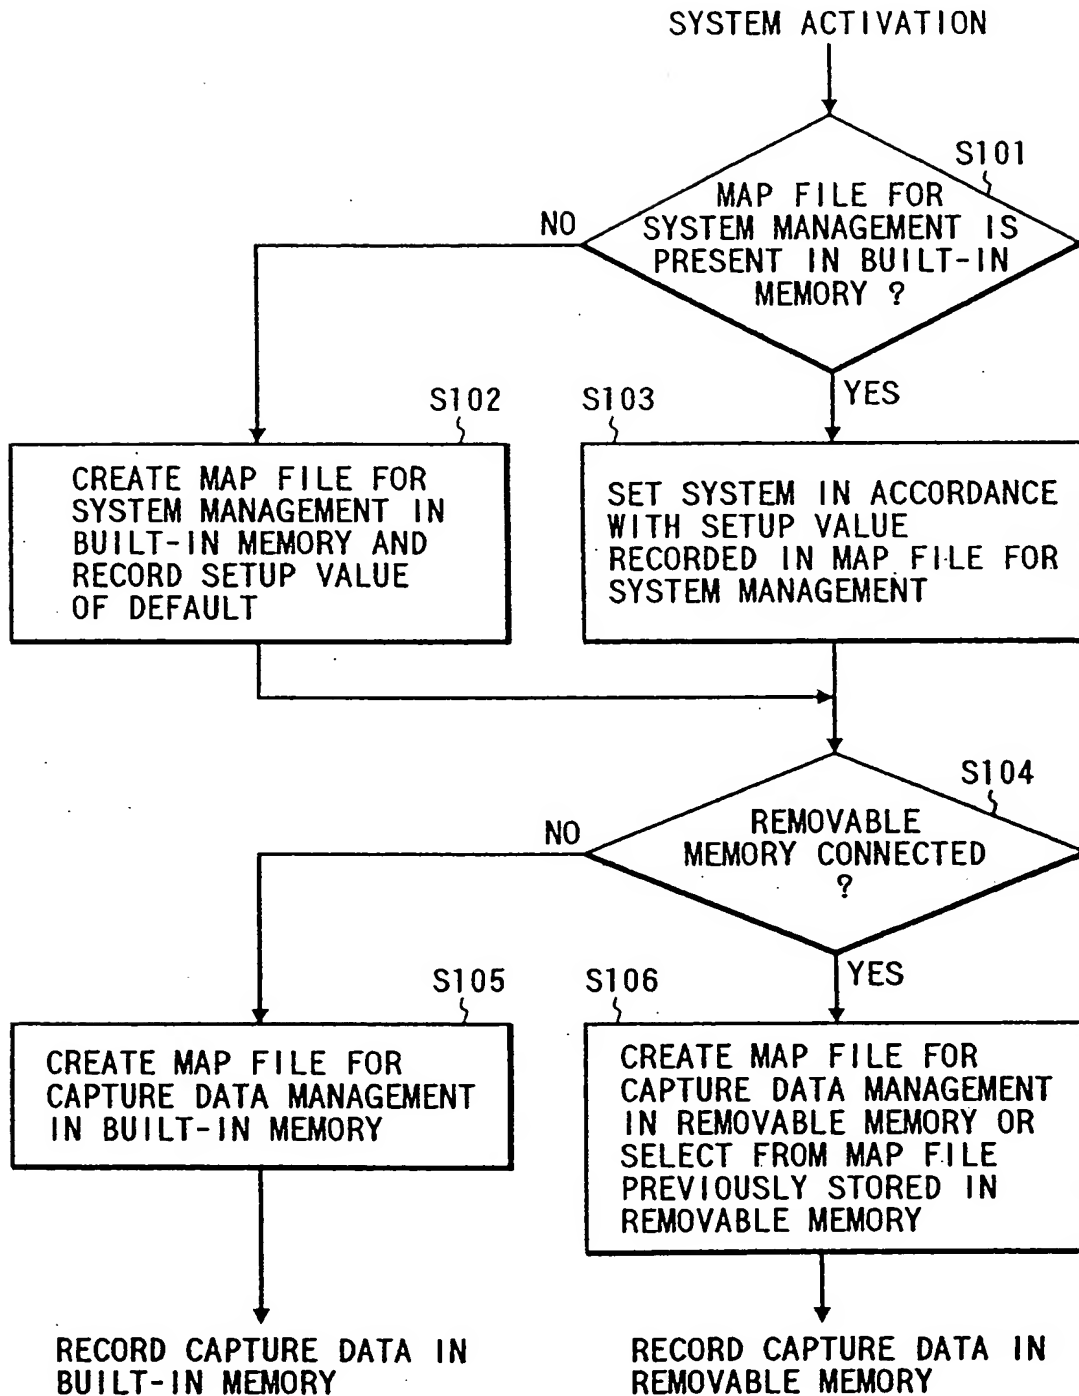 SYSTEM ACTIVATION
S101
MAP FILE FOR
SYSTEM MANAGEMENT IS
PRESENT IN BUILT-IN
MEMORY ?
NO
YES
S102
CREATE MAP FILE FOR
SYSTEM MANAGEMENT IN
BUILT-IN MEMORY AND
RECORD SETUP VALUE
OF DEFAULT
S103
SET SYSTEM IN ACCORDANCE
WITH SETUP VALUE
RECORDED IN MAP FILE FOR
SYSTEM MANAGEMENT
S104
REMOVABLE
MEMORY CONNECTED
?
NO
YES
S105
CREATE MAP FILE FOR
CAPTURE DATA MANAGEMENT
IN BUILT-IN MEMORY
S106
CREATE MAP FILE FOR
CAPTURE DATA MANAGEMENT
IN REMOVABLE MEMORY OR
SELECT FROM MAP FILE
PREVIOUSLY STORED IN
REMOVABLE MEMORY
RECORD CAPTURE DATA IN
BUILT-IN MEMORY
RECORD CAPTURE DATA IN
REMOVABLE MEMORY